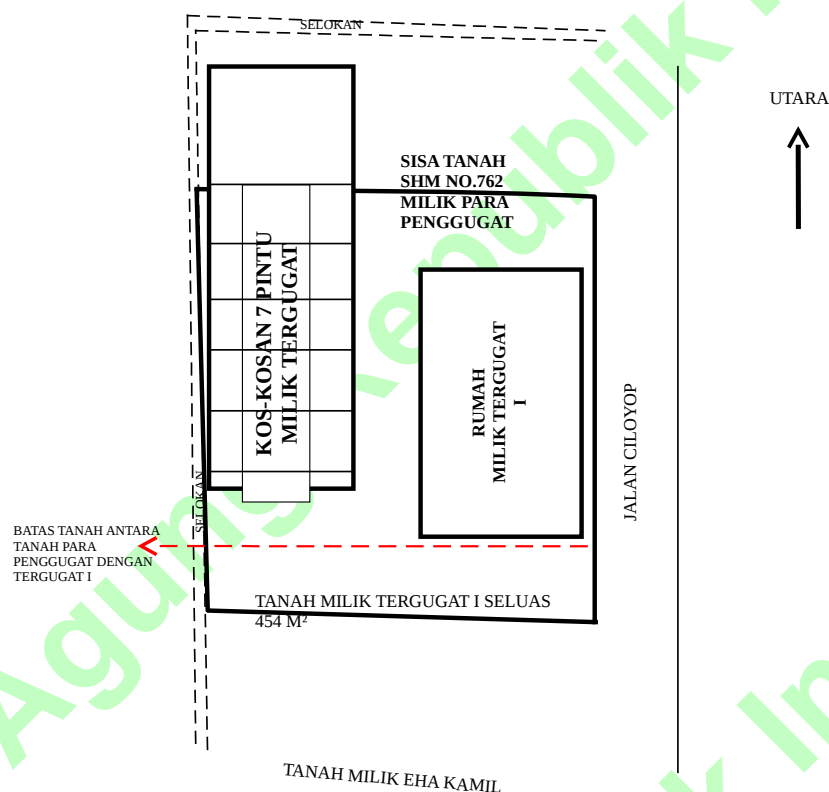 SELOKAN
UTARA
SISA TANAH
SHM NO.762
MILIK PARA
PENGGUGAT
KOS-KOSAN 7 PINTU
MILIK TERGUGAT
RUMAH
MILIK TERGUGAT
I
JALAN CILOYOP
SELOKAN
BATAS TANAH ANTARA
TANAH PARA
PENGGUGAT DENGAN
TERGUGAT I
TANAH MILIK TERGUGAT I SELUAS
454 M²
TANAH MILIK EHA KAMIL
Agung Republik